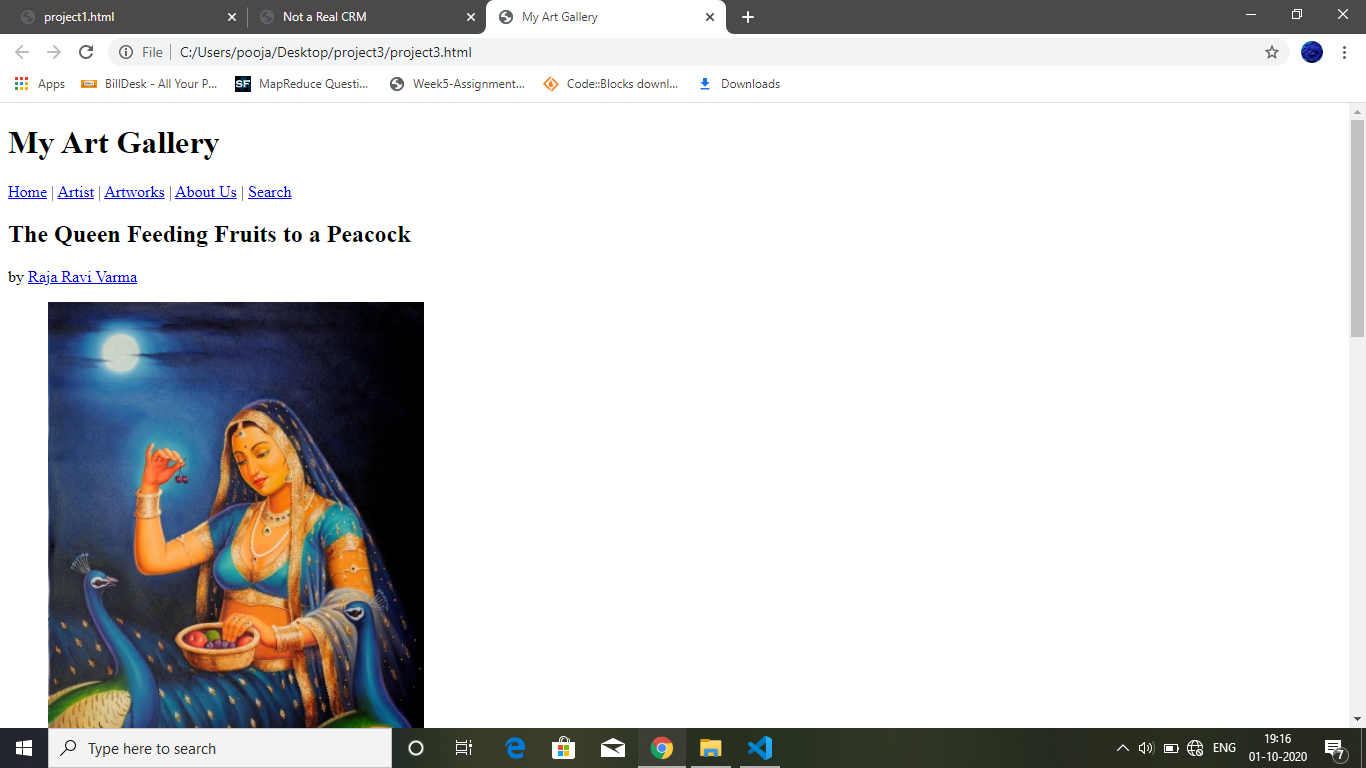 project1.html
Not a Real CRM
My Art Gallery
File | C:/Users/pooja/Desktop/project3/project3.html
Apps
BillDesk - All Your P...
SF
MapReduce Questi...
Week5-Assignment...
Code::Blocks downl...
Downloads
My Art Gallery
Home | Artist | Artworks | About Us | Search
The Queen Feeding Fruits to a Peacock
by Raja Ravi Varma
Type here to search
ENG
19:16
01-10-2020
7